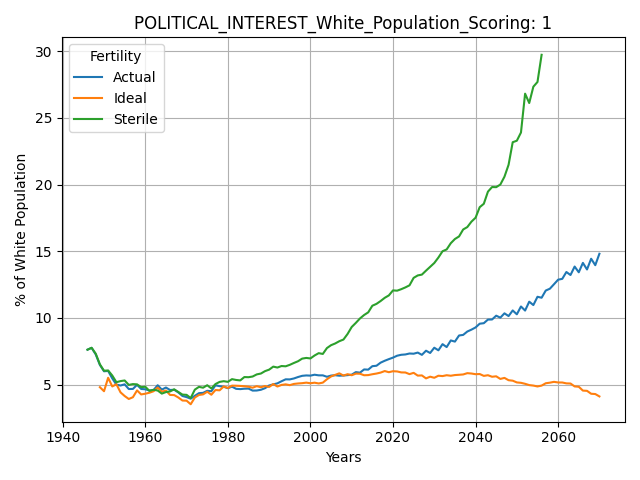 POLITICAL_INTEREST_White_Population_Scoring: 1
Fertility
Actual
Ideal
Sterile
% of White Population
30
25
20
15
10
5
1940 1960 1980 2000 2020 2040 2060
Years